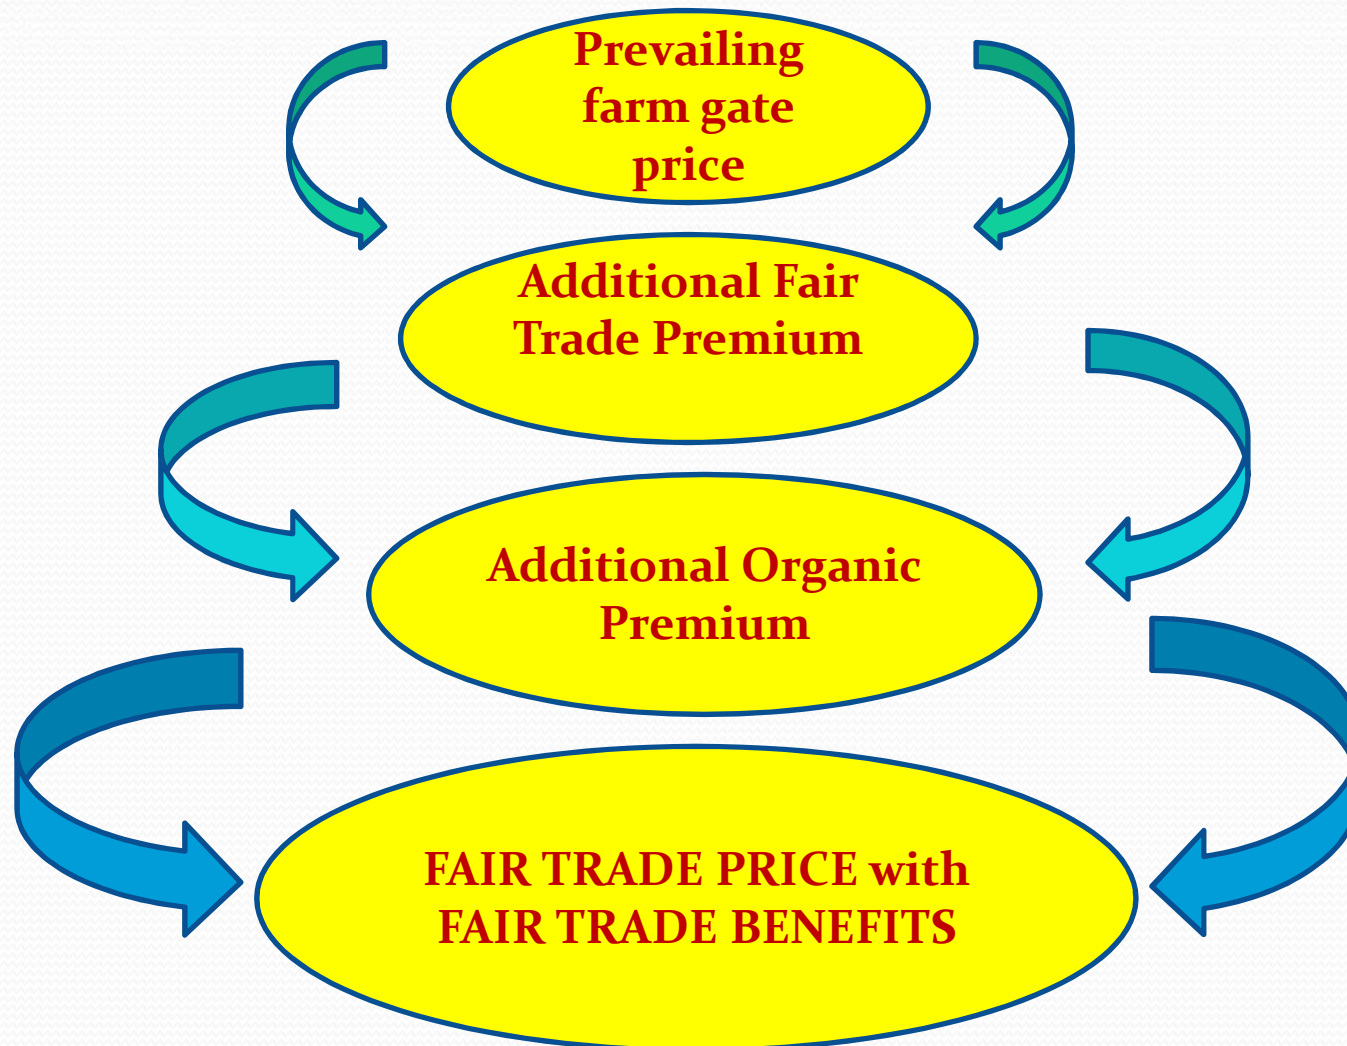 Prevailing
farm gate
price
Additional Fair
Trade Premium
Additional Organic
Premium
FAIR TRADE PRICE with
FAIR TRADE BENEFITS